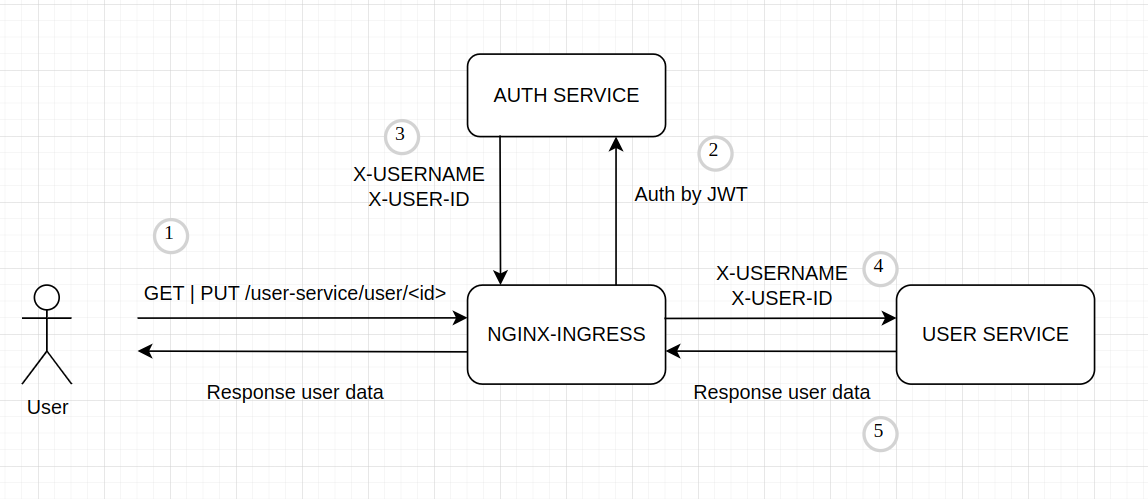 AUTH SERVICE
3
2
X-USERNAME
X-USER-ID
Auth by JWT
1
X-USERNAME
X-USER-ID
4
GET | PUT /user-service/user/<id>
NGINX-INGRESS
USER SERVICE
Response user data
Response user data
User
5